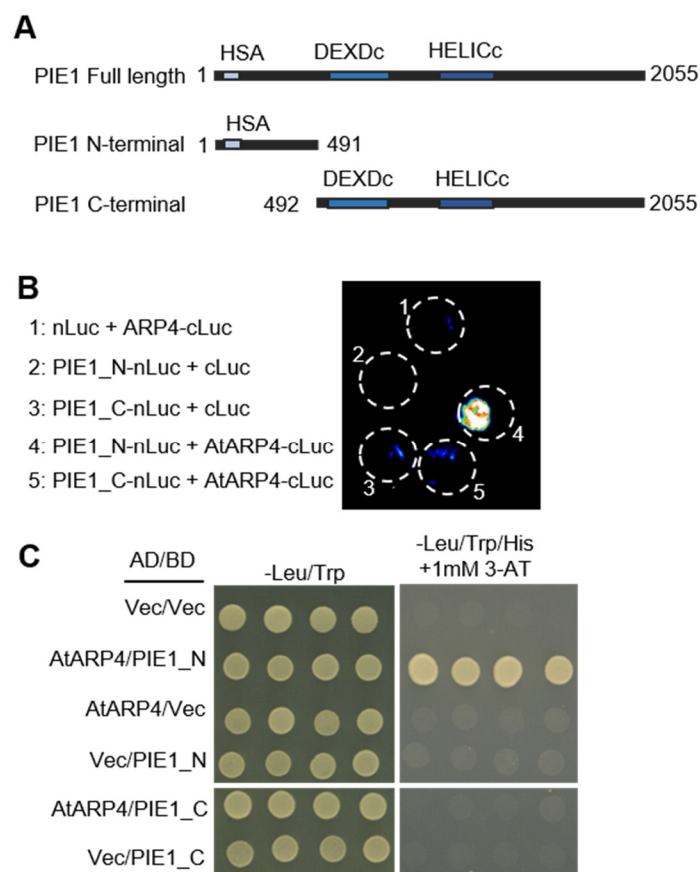 A
HSA DEXDc HELICc
PIE1 Full length 1 2055
HSA
PIE1 N-terminal 1 491
DEXDc HELICc
PIE1 C-terminal 492 2055
B
1: nLuc + ARP4-cLuc
2: PIE1_N-nLuc + cLuc
3: PIE1_C-nLuc + cLuc
4: PIE1_N-nLuc + AtARP4-cLuc
5: PIE1_C-nLuc + AtARP4-cLuc
1
2
4
3
5
C
AD/BD
-Leu/Trp
-Leu/Trp/His
+1mM 3-AT
Vec/Vec
AtARP4/PIE1_N
AtARP4/Vec
Vec/PIE1_N
AtARP4/PIE1_C
Vec/PIE1_C